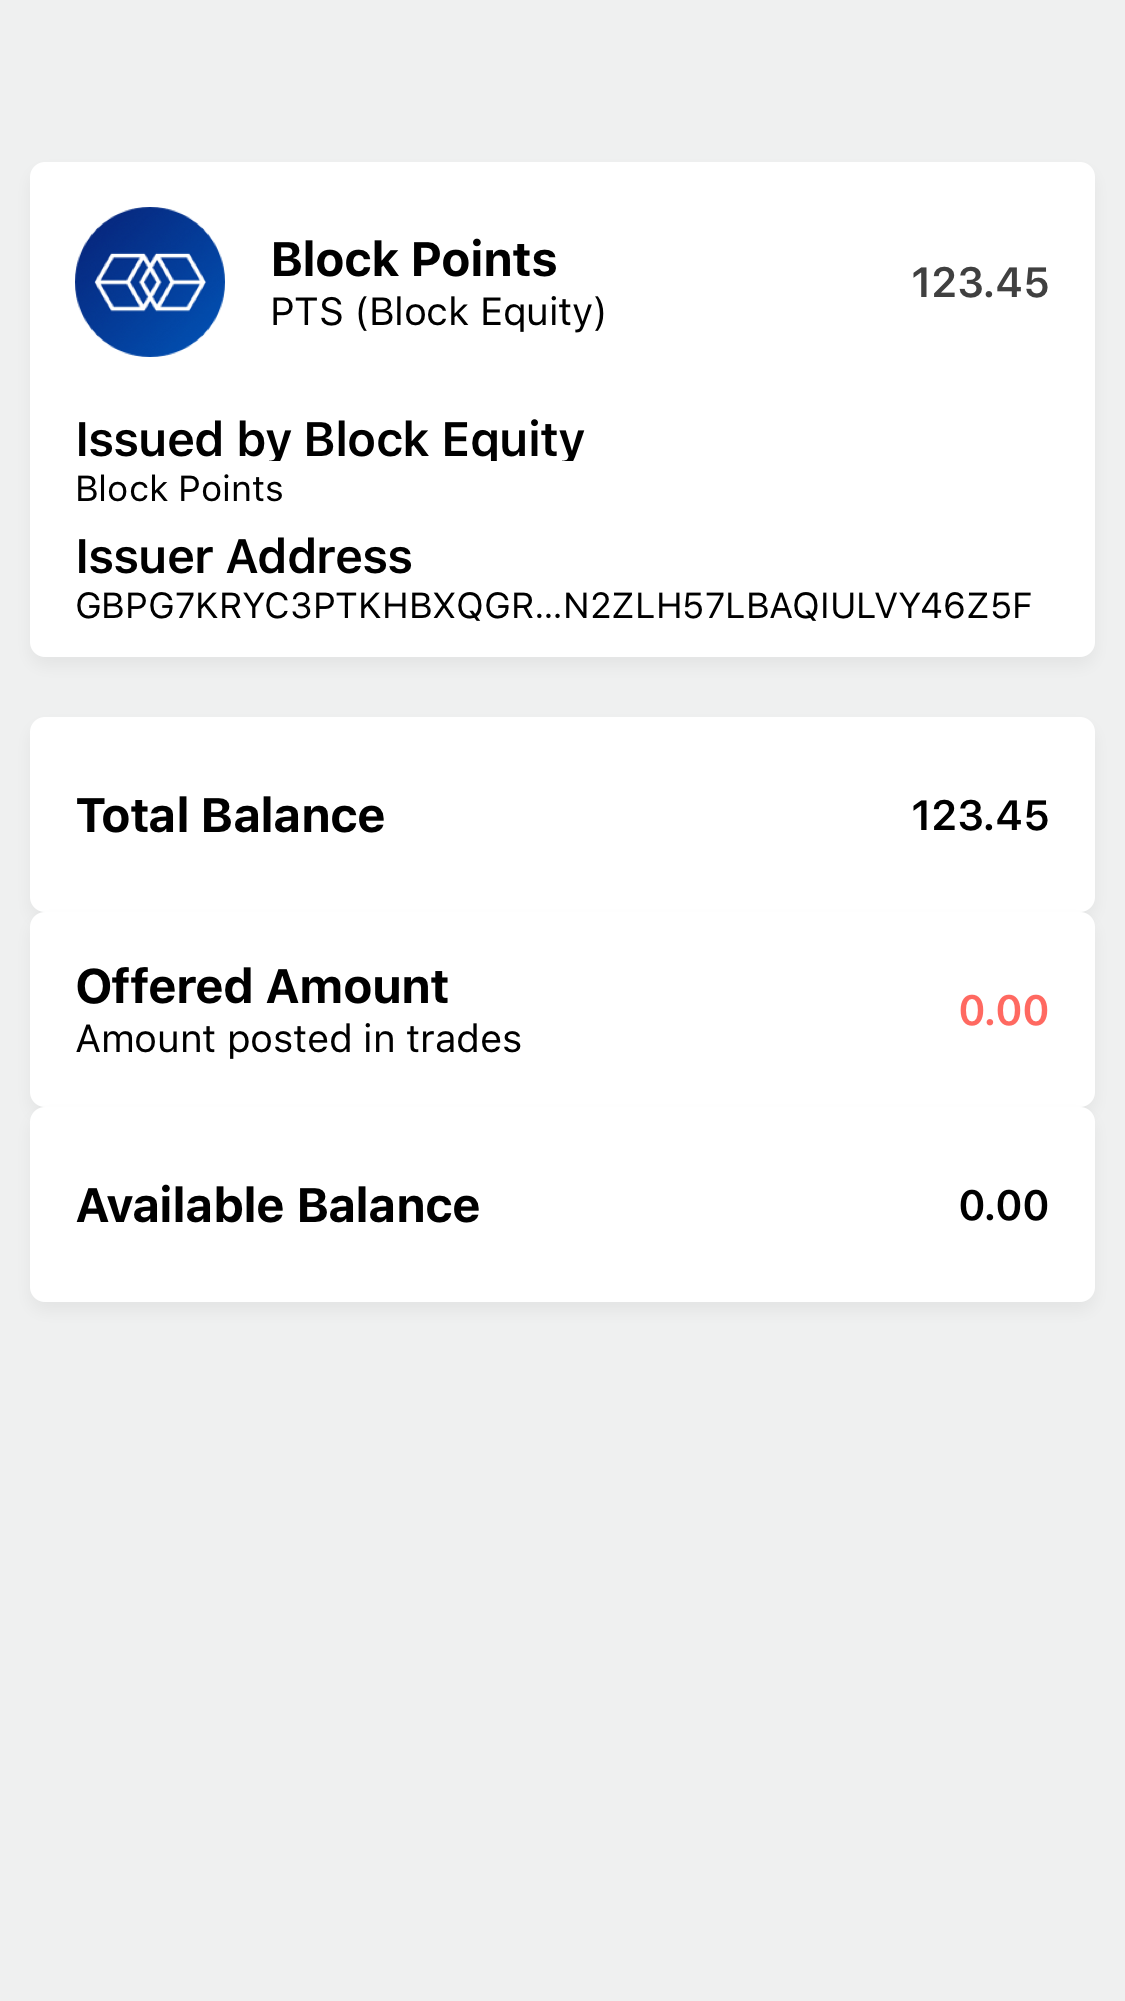 Block Points
PTS (Block Equity)
123.45
Issued by Block Equity
Block Points
Issuer Address
GBPG7KRYC3PTKHBXQGR...N2ZLH57LBAQIULVY46Z5F
Total Balance
123.45
Offered Amount
Amount posted in trades
0.00
Available Balance
0.00